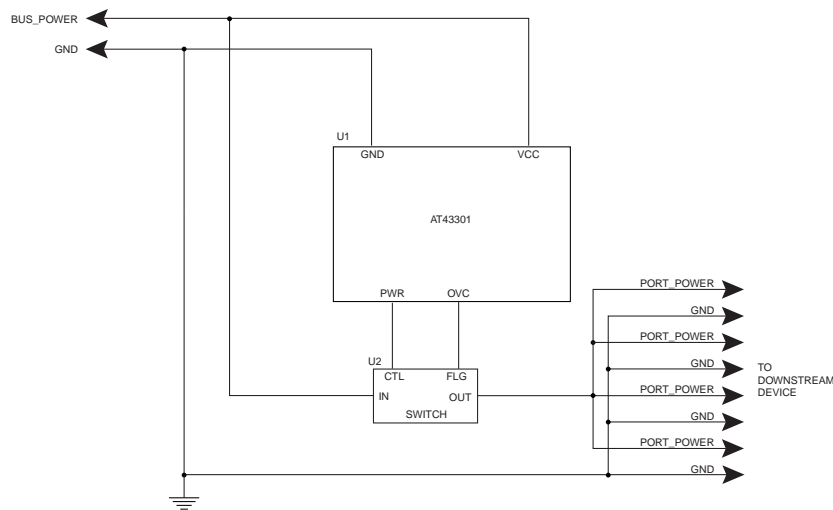 BUS_POWER
GND
U1
GND
VCC
AT43301
PWR
OVC
U2
CTL
FLG
IN
OUT
SWITCH
PORT_POWER
GND
PORT_POWER
GND
PORT_POWER
GND
PORT_POWER
GND
TO
DOWNSTREAM
DEVICE